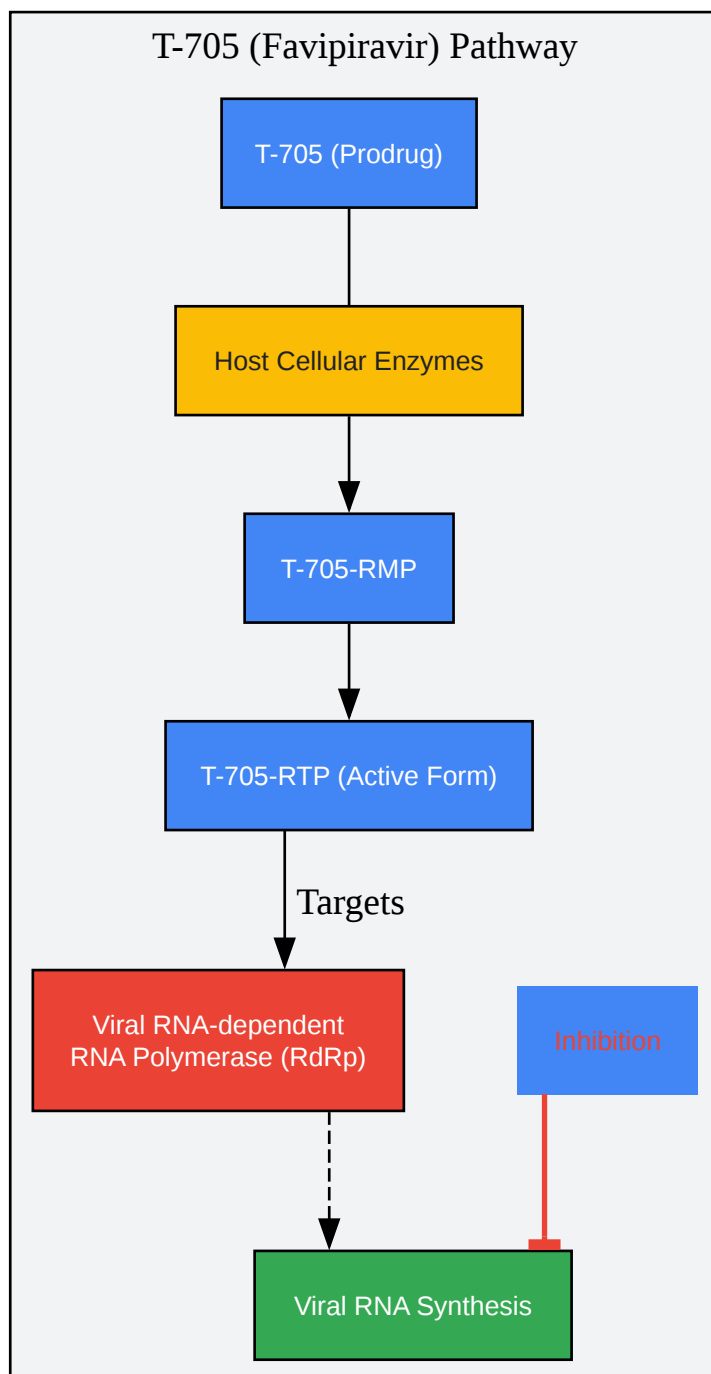 T-705 (Favipiravir) Pathway
T-705 (Prodrug)
Host Cellular Enzymes
T-705-RMP
T-705-RTP (Active Form)
Targets
Viral RNA-dependent
RNA Polymerase (RdRp)
Inhibition
Viral RNA Synthesis